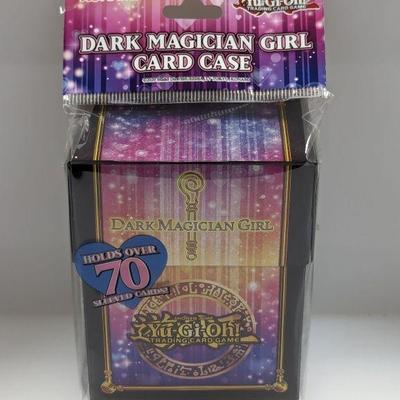 Yu-Gi-Oh!
TRADING CARD GAME
DARK MAGICIAN GIRL
CARD CASE
DARK MAGICIAN GIRL
HOLDS OVER
70
SLEEVED CARDS!
Yu-Gi-Oh!
TRADING CARD GAME